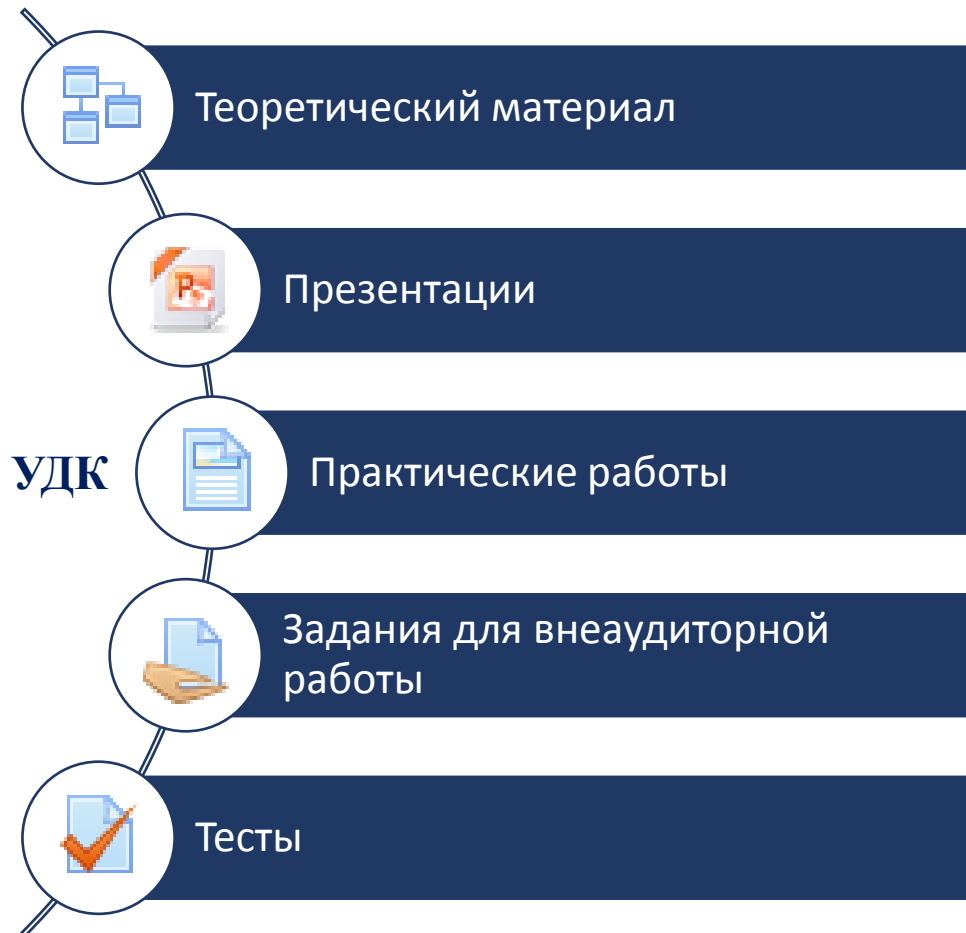 Теоретический материал
Презентации
УДК
Практические работы
Задания для внеаудиторной
работы
Тесты